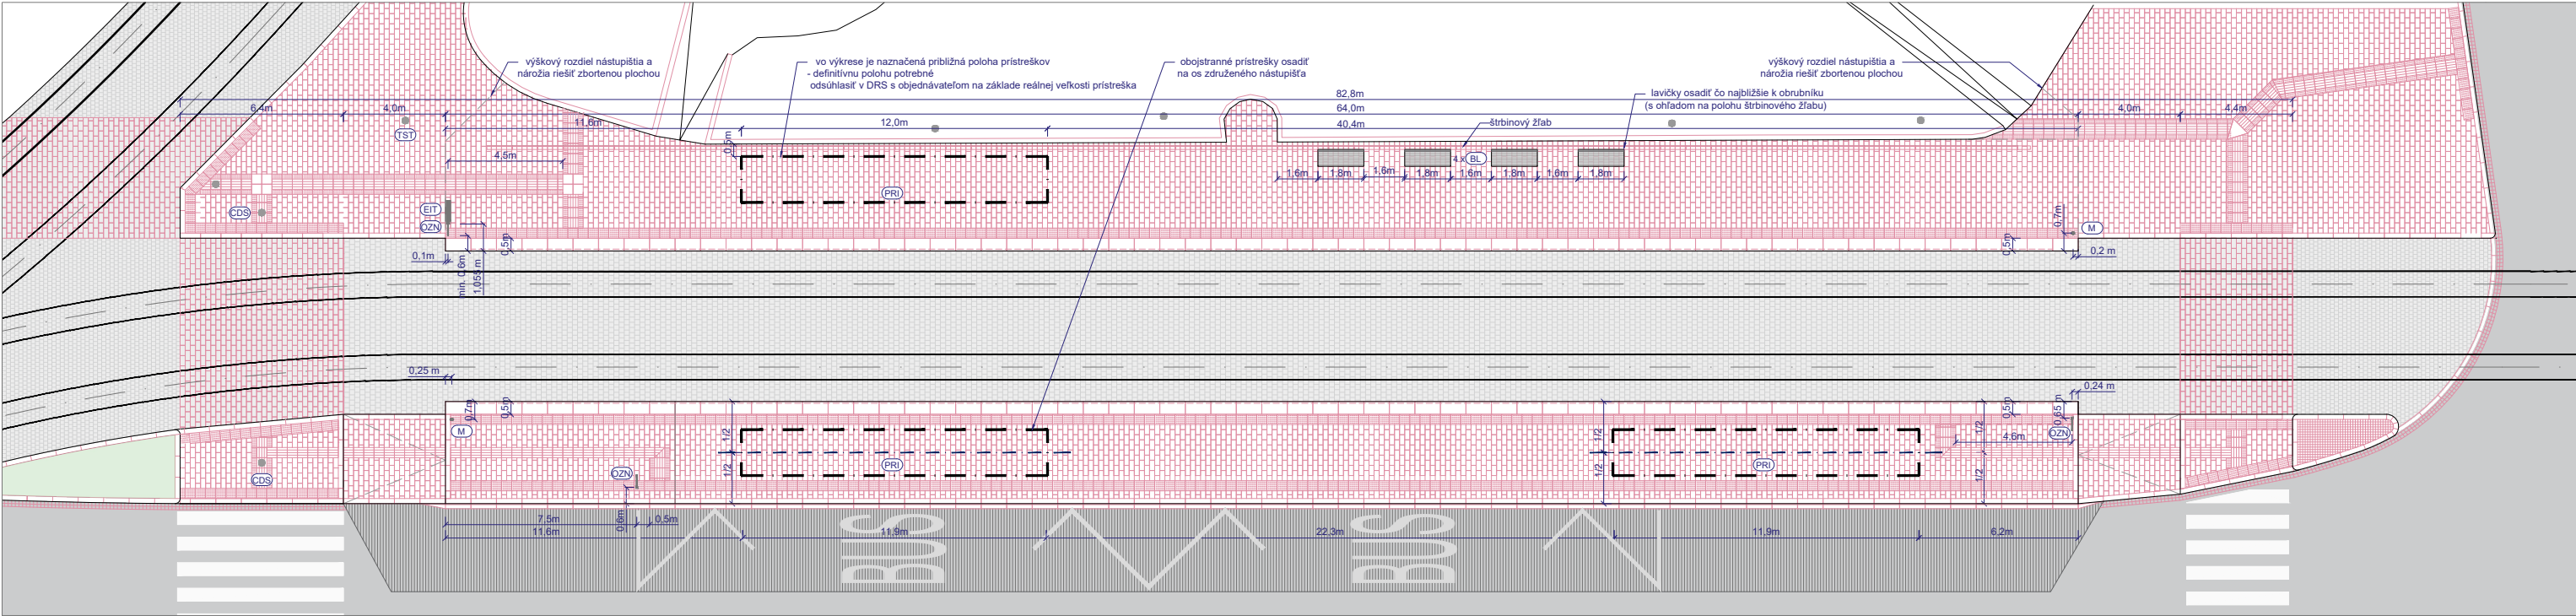 výškový rozdiel nástupištia a
nárožia riešiť zbortenou plochou
vo výkrese je naznačená približná poloha prístreškov
- definitívnu polohu potrebné
odsúhlasiť v DRS s objednávateľom na základe reálnej veľkosti prístreška
obojstranné prístrešky osadiť
na os združeného nástupišťa
výškový rozdiel nástupištia a
nárožia riešiť zbortenou plochou
lavičky osadiť čo najbližšie k obrubníku
(s ohľadom na polohu štrbinového žľabu)
82,8m
6,4m
4,0m
64,0m
4,0m
4,4m
11,6m
12,0m
40,4m
štrbinový žľab
TST
0,5m
4,5m
4 x BL
1,6m
1,8m
1,6m
1,8m
1,6m
1,8m
1,6m
1,8m
PRI
CDS
EIT
OZN
0,7m
M
0,1m
min. 0,6m
1,055 m
0,5m
0,5m
0,2 m
0,25 m
0,24 m
0,7m
0,5m
M
1/2
1/2
PRI
1/2
1/2
PRI
1/2
1/2
0,5m
0,65 m
OZN
4,6m
CDS
OZN
0,6m
7,5m
0,5m
11,6m
11,9m
22,3m
11,9m
6,2m
BUS
BUS